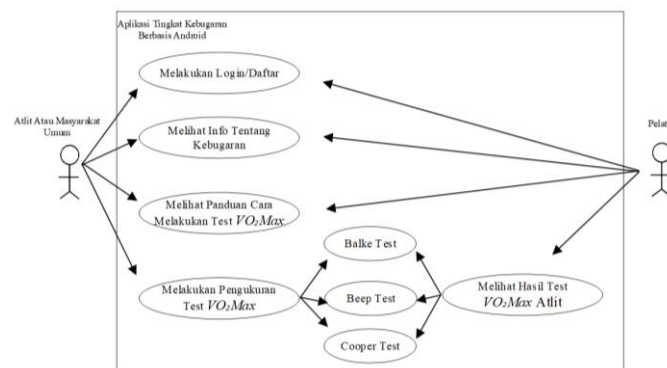 Aplikasi Tingkat Kebugaran
Berbasis Android
Melakukan Login/Daftar
Atlit Atau Masyarakat
Umum
Melihat Info Tentang
Kebugaran
Pelat
Melihat Panduan Cara
Melakukan Test VO₂Max
Balke Test
Melakukan Pengukuran
Test VO₂Max
Beep Test
Melihat Hasil Test
VO₂Max Atlit
Cooper Test